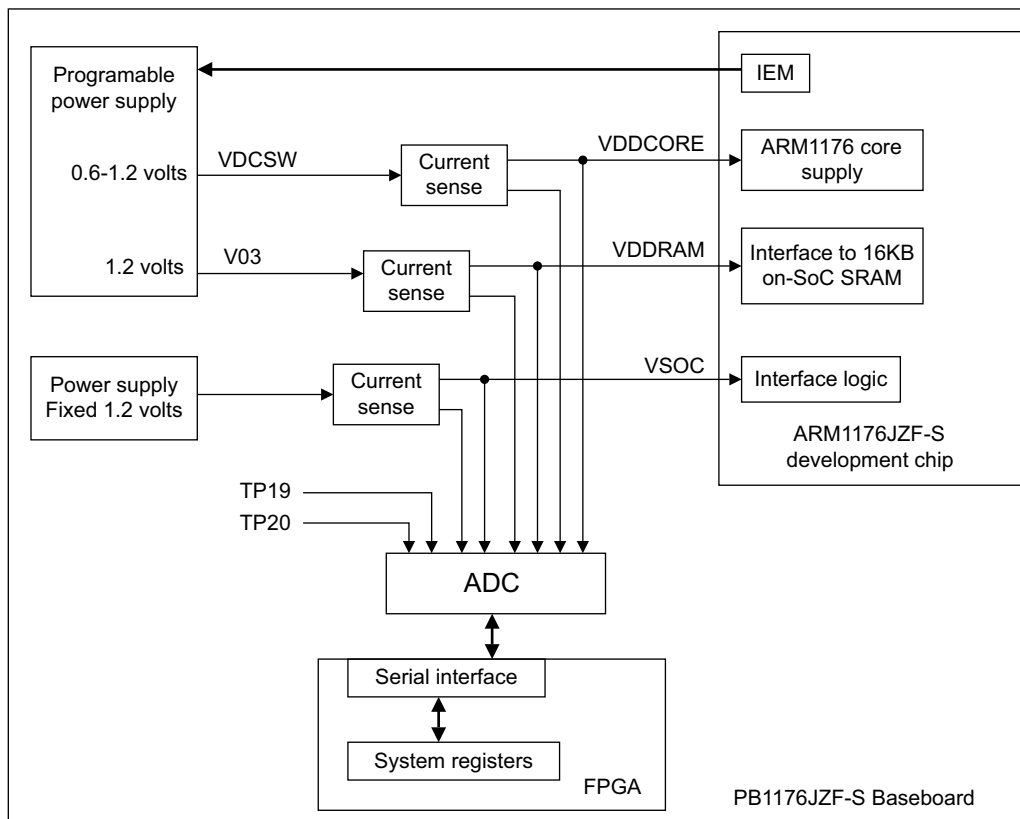 Programable
power supply
0.6-1.2 volts
1.2 volts
VDCSW
V03
Current
sense
Current
sense
Power supply
Fixed 1.2 volts
Current
sense
VDDCORE
VDDRAM
VSOC
IEM
ARM1176 core
supply
Interface to 16KB
on-SoC SRAM
Interface logic
ARM1176JZF-S
development chip
TP19
TP20
ADC
Serial interface
System registers
FPGA
PB1176JZF-S Baseboard